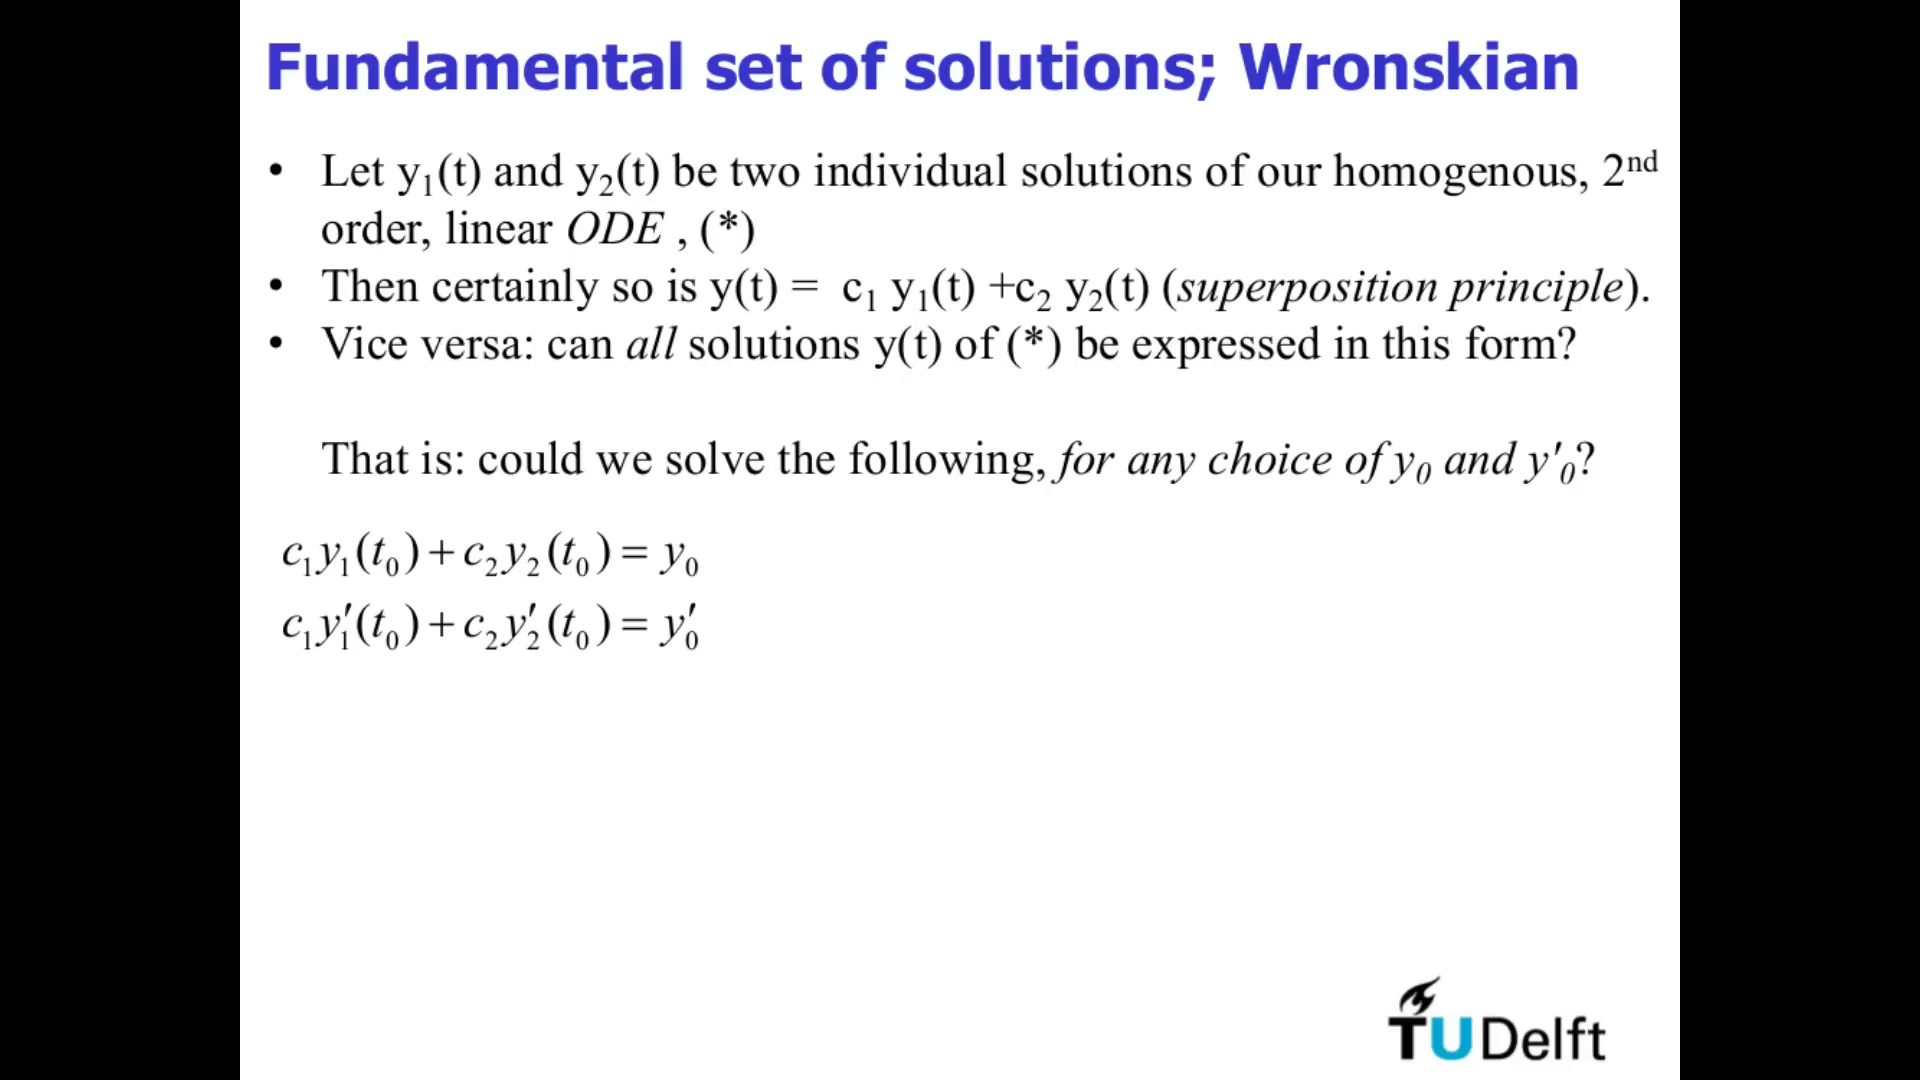 Fundamental set of solutions; Wronskian
• Let y₁(t) and y₂(t) be two individual solutions of our homogenous, 2ⁿᵈ
order, linear ODE , (*)
• Then certainly so is y(t) = c₁ y₁(t) +c₂ y₂(t) (superposition principle).
• Vice versa: can all solutions y(t) of (*) be expressed in this form?
That is: could we solve the following, for any choice of y₀ and y'₀?
c₁y₁(t₀)+c₂y₂(t₀)= y₀
c₁y₁′(t₀)+c₂y₂′(t₀)= y₀′
TUDelft